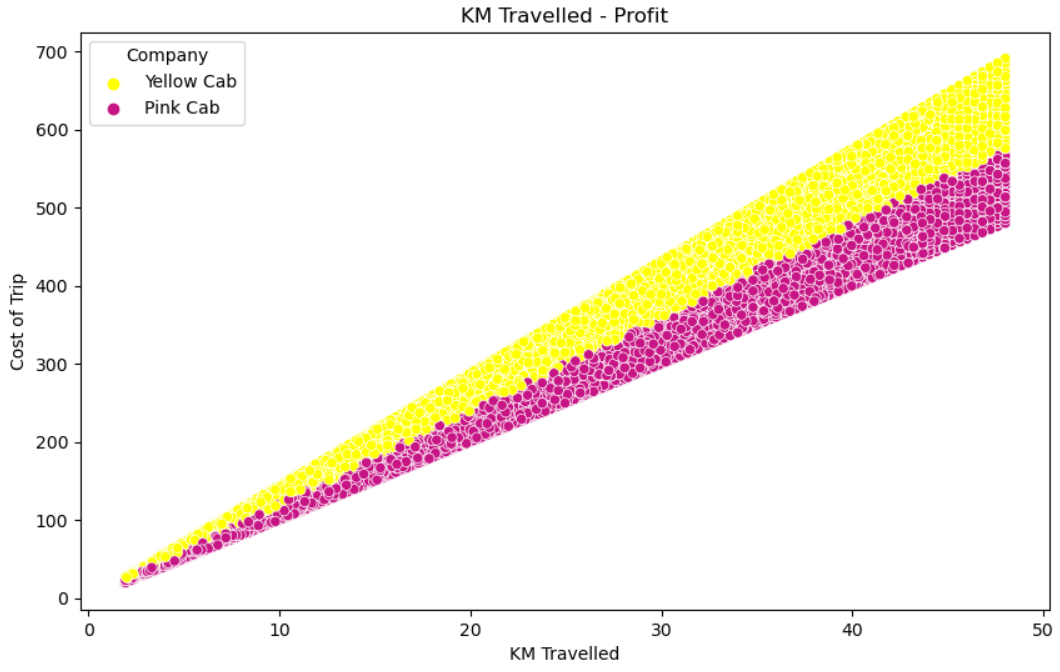 KM Travelled - Profit
Company
Yellow Cab
Pink Cab
700
600
500
400
300
200
100
0
Cost of Trip
0 10 20 30 40 50
KM Travelled